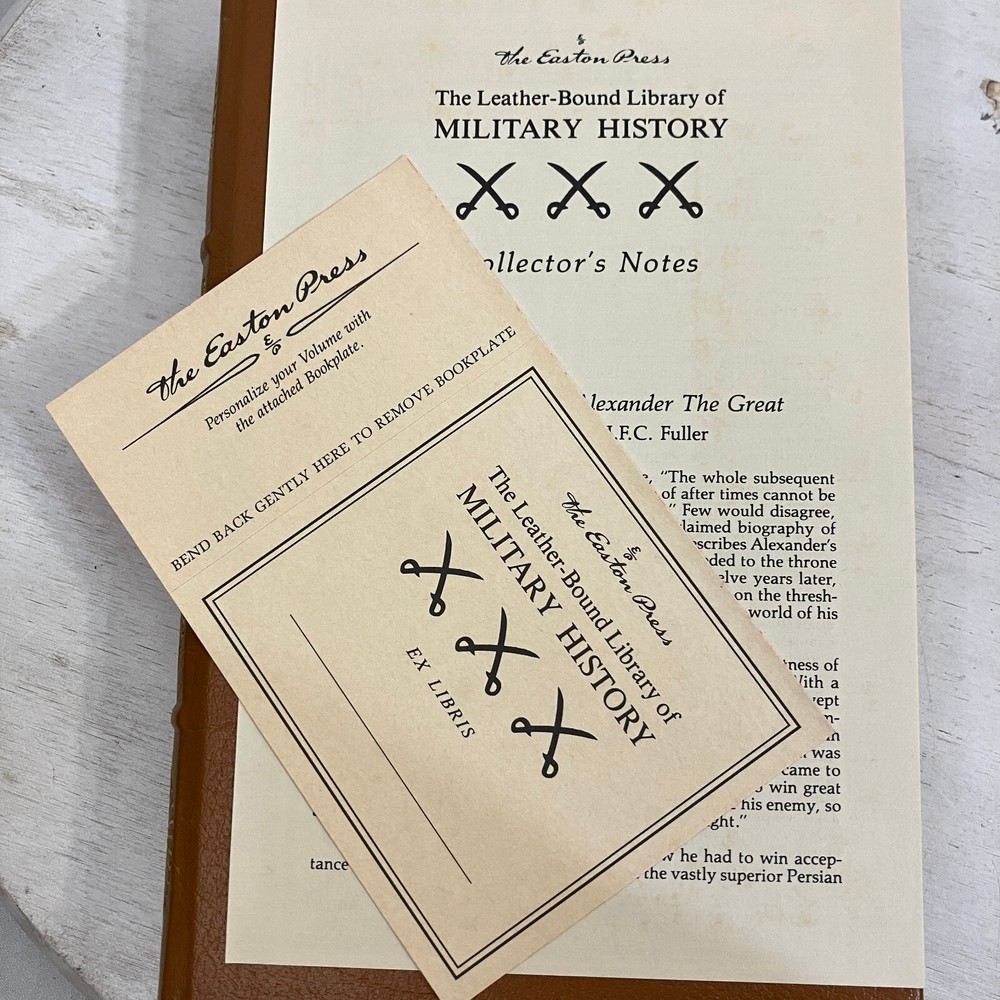 the Easton Press
The Leather-Bound Library of
MILITARY HISTORY
ollector's Notes
lexander The Great
J.F.C. Fuller
"The whole subsequent
of after times cannot be
" Few would disagree,
claimed biography of
escribes Alexander's
ded to the throne
elve years later,
on the thresh-
world of his
tness of
With a
wept
m-
was
came to
win great
his enemy, so
ght."
he had to win accep-
tance
the vastly superior Persian
the Easton Press
Personalize your Volume with
the attached Bookplate.
BEND BACK GENTLY HERE TO REMOVE BOOKPLATE
the Easton Press
The Leather-Bound Library of
MILITARY HISTORY
EX LIBRIS